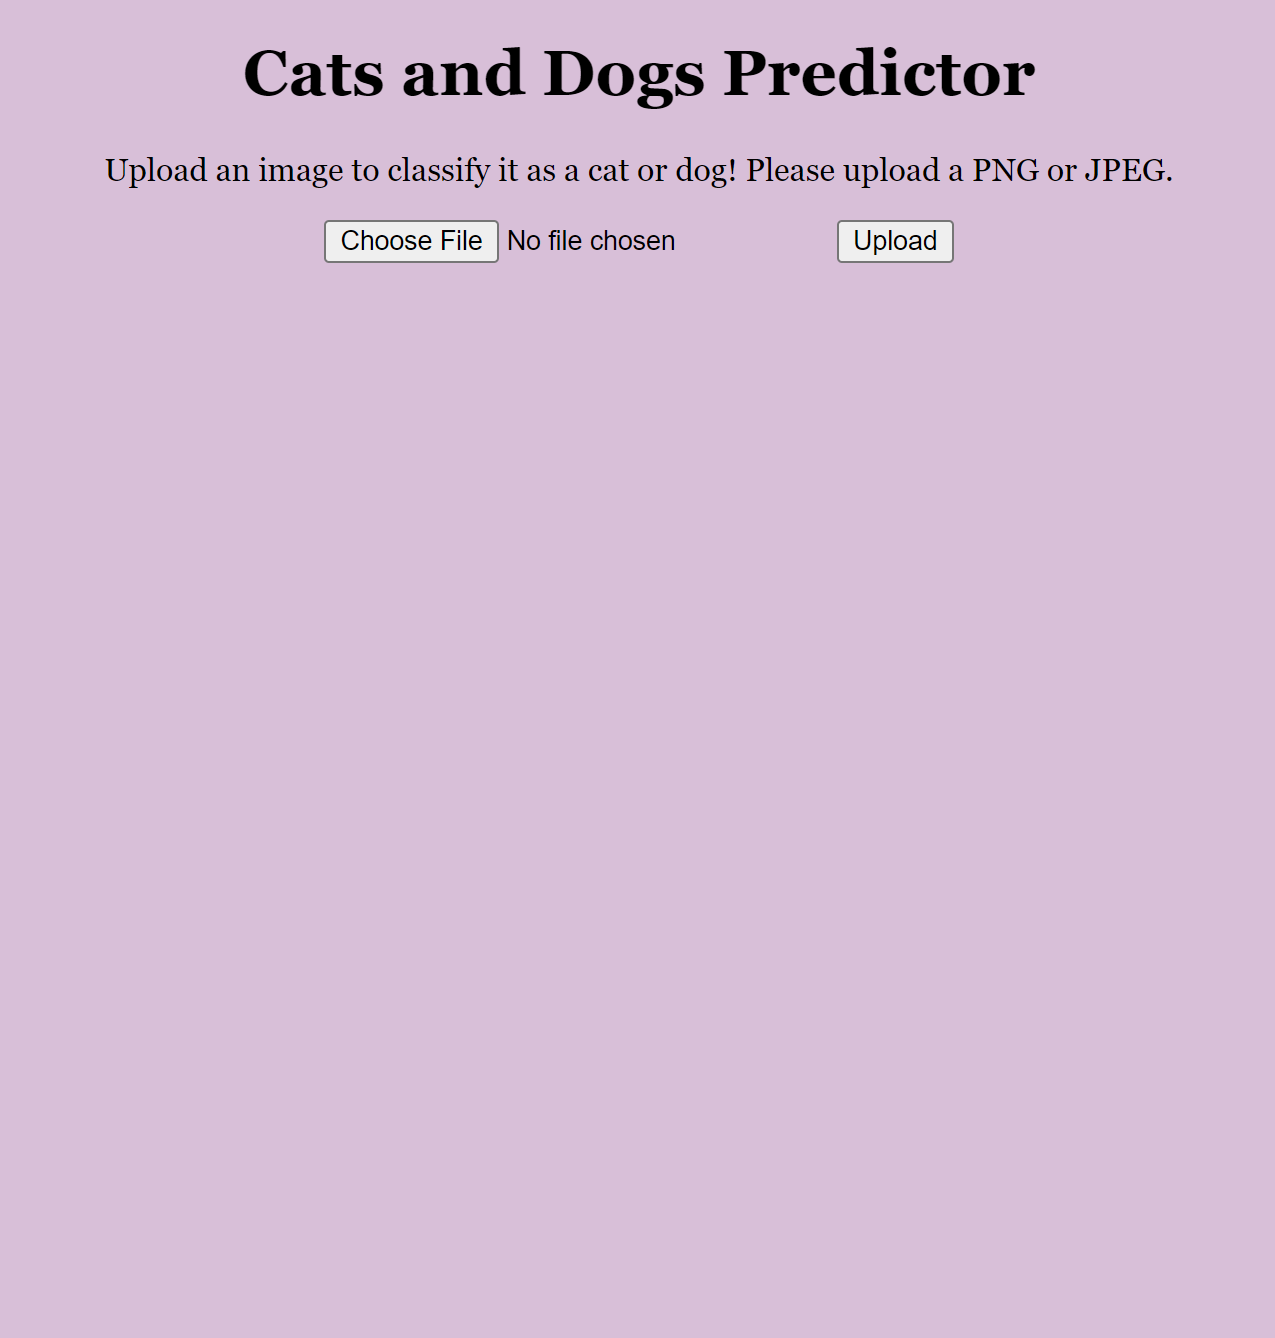 Cats and Dogs Predictor
Upload an image to classify it as a cat or dog! Please upload a PNG or JPEG.
Choose File No file chosen Upload